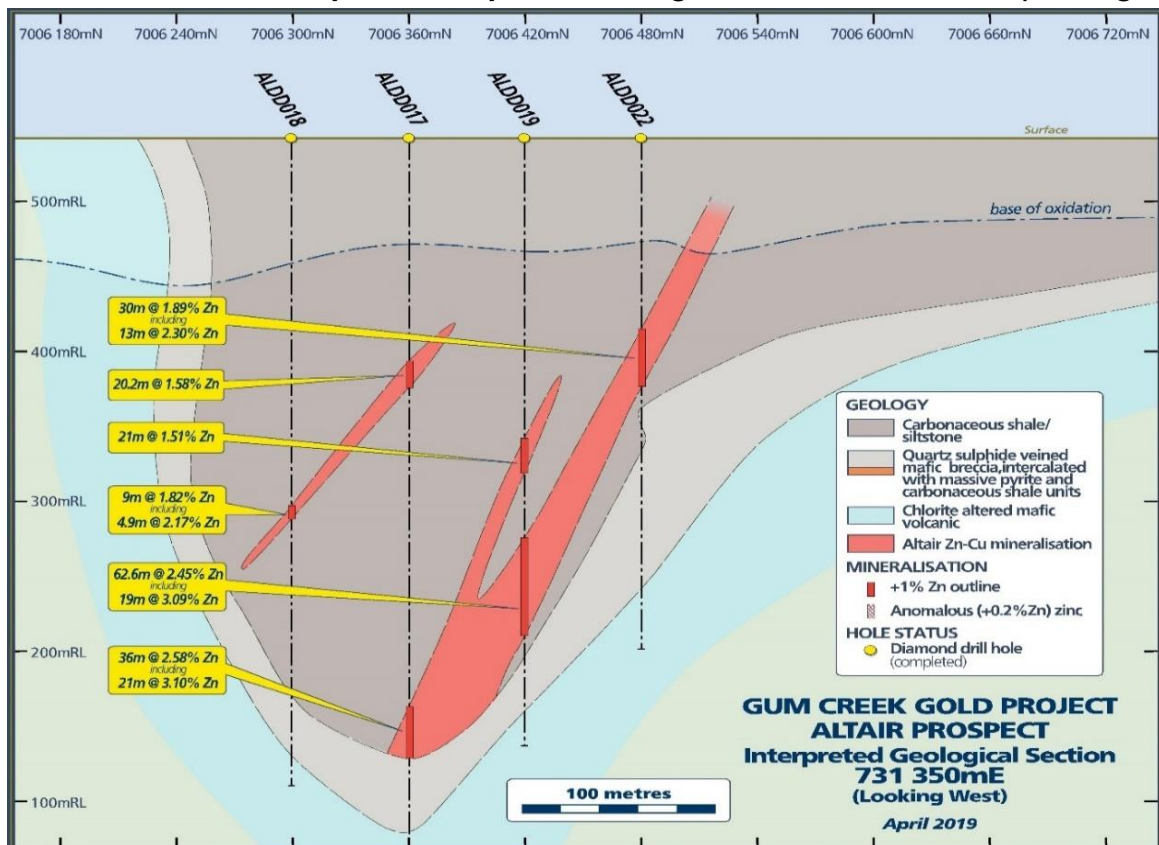 7006 180mN 7006 240mN 7006 300mN 7006 360mN 7006 420mN 7006 480mN 7006 540mN 7006 600mN 7006 660mN 7006 720mN
ALDD018
ALDD017
ALDD019
ALDD022
Surface
500mRL
base of oxidation
30m @ 1.89% Zn
including
13m @ 2.30% Zn
400mRL
20.2m @ 1.58% Zn
21m @ 1.51% Zn
9m @ 1.82% Zn
including
4.9m @ 2.17% Zn
300mRL
62.6m @ 2.45% Zn
including
19m @ 3.09% Zn
200mRL
36m @ 2.58% Zn
including
21m @ 3.10% Zn
100mRL
GEOLOGY
Carbonaceous shale/
siltstone
Quartz sulphide veined
mafic breccia,intercalated
with massive pyrite and
carbonaceous shale units
Chlorite altered mafic
volcanic
Altair Zn-Cu mineralisation
MINERALISATION
+1% Zn outline
Anomalous (+0.2%Zn) zinc
HOLE STATUS
Diamond drill hole
(completed)
100 metres
GUM CREEK GOLD PROJECT
ALTAIR PROSPECT
Interpreted Geological Section
731 350mE
(Looking West)
April 2019